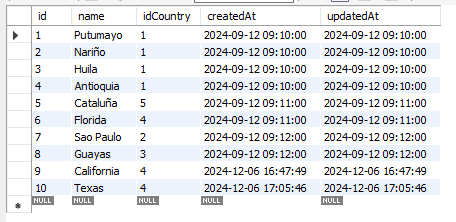 id name idCountry createdAt updatedAt
1 Putumayo 1 2024-09-12 09:10:00 2024-09-12 09:10:00
2 Nariño 1 2024-09-12 09:10:00 2024-09-12 09:10:00
3 Huila 1 2024-09-12 09:10:00 2024-09-12 09:10:00
4 Antioquia 1 2024-09-12 09:10:00 2024-09-12 09:10:00
5 Cataluña 5 2024-09-12 09:11:00 2024-09-12 09:11:00
6 Florida 4 2024-09-12 09:11:00 2024-09-12 09:11:00
7 Sao Paulo 2 2024-09-12 09:12:00 2024-09-12 09:12:00
8 Guayas 3 2024-09-12 09:12:00 2024-09-12 09:12:00
9 California 4 2024-12-06 16:47:49 2024-12-06 16:47:49
10 Texas 4 2024-12-06 17:05:46 2024-12-06 17:05:46
NULL NULL NULL NULL NULL